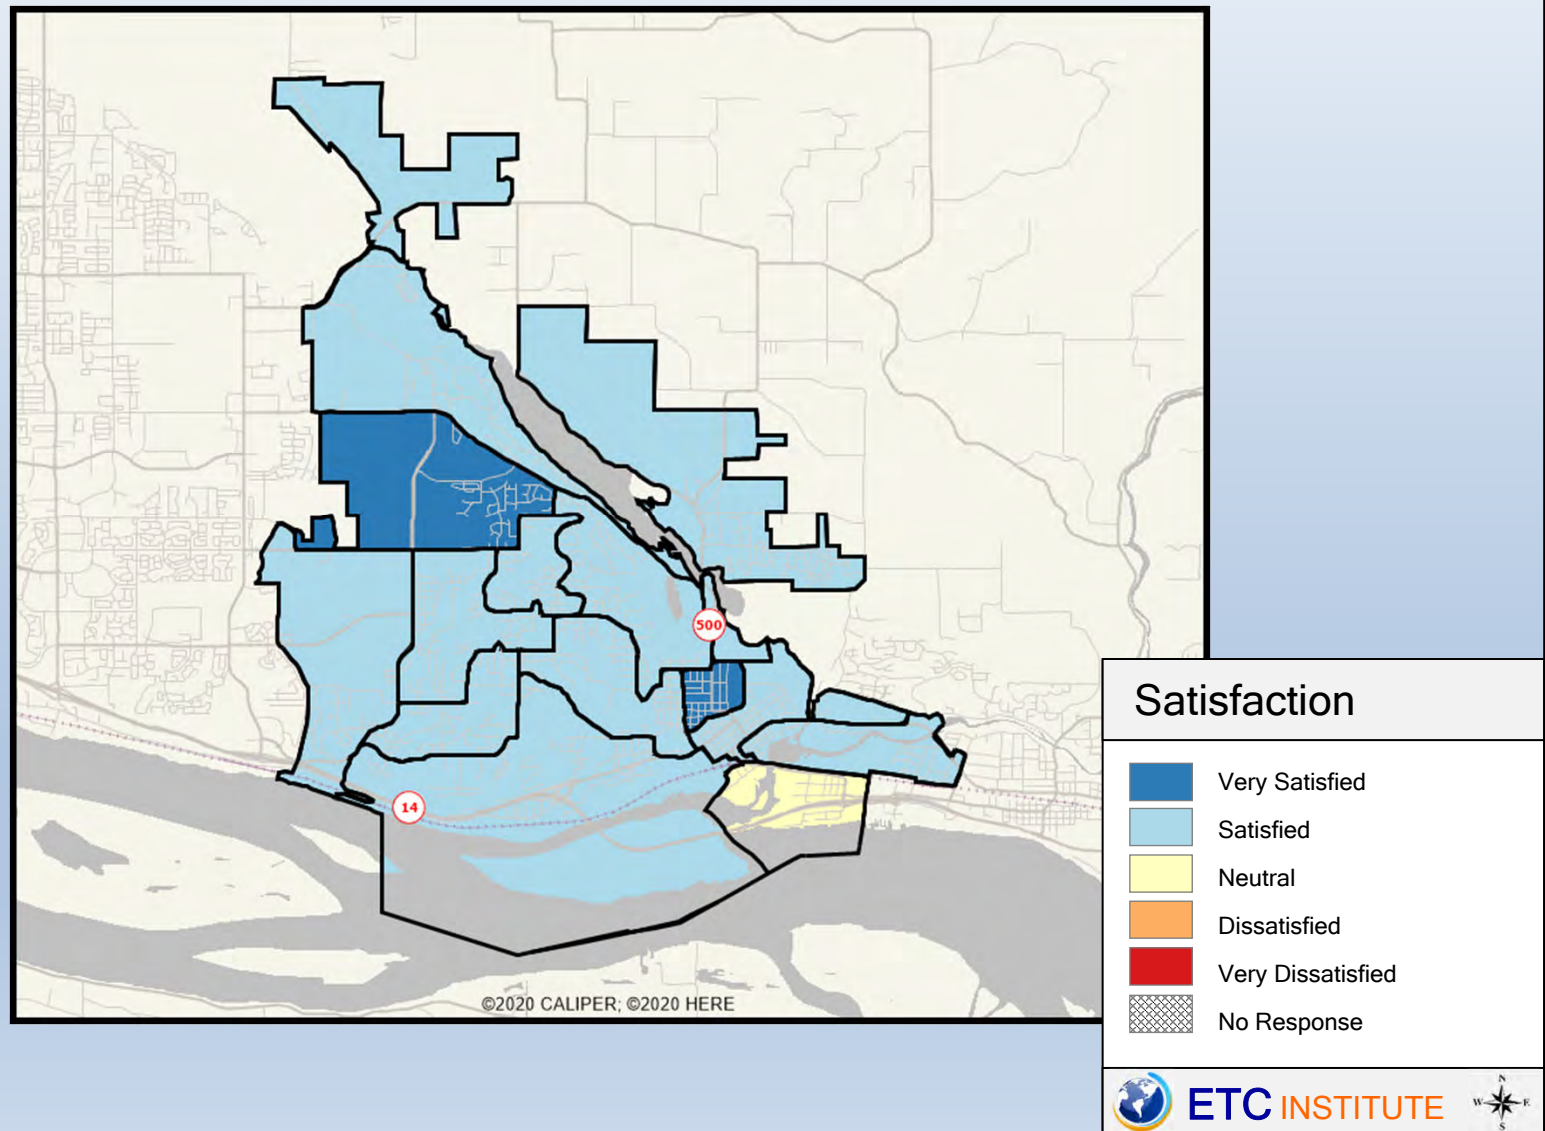 500
14
©2020 CALIPER; ©2020 HERE
Satisfaction
Very Satisfied
Satisfied
Neutral
Dissatisfied
Very Dissatisfied
No Response
ETC INSTITUTE
N
W E
S